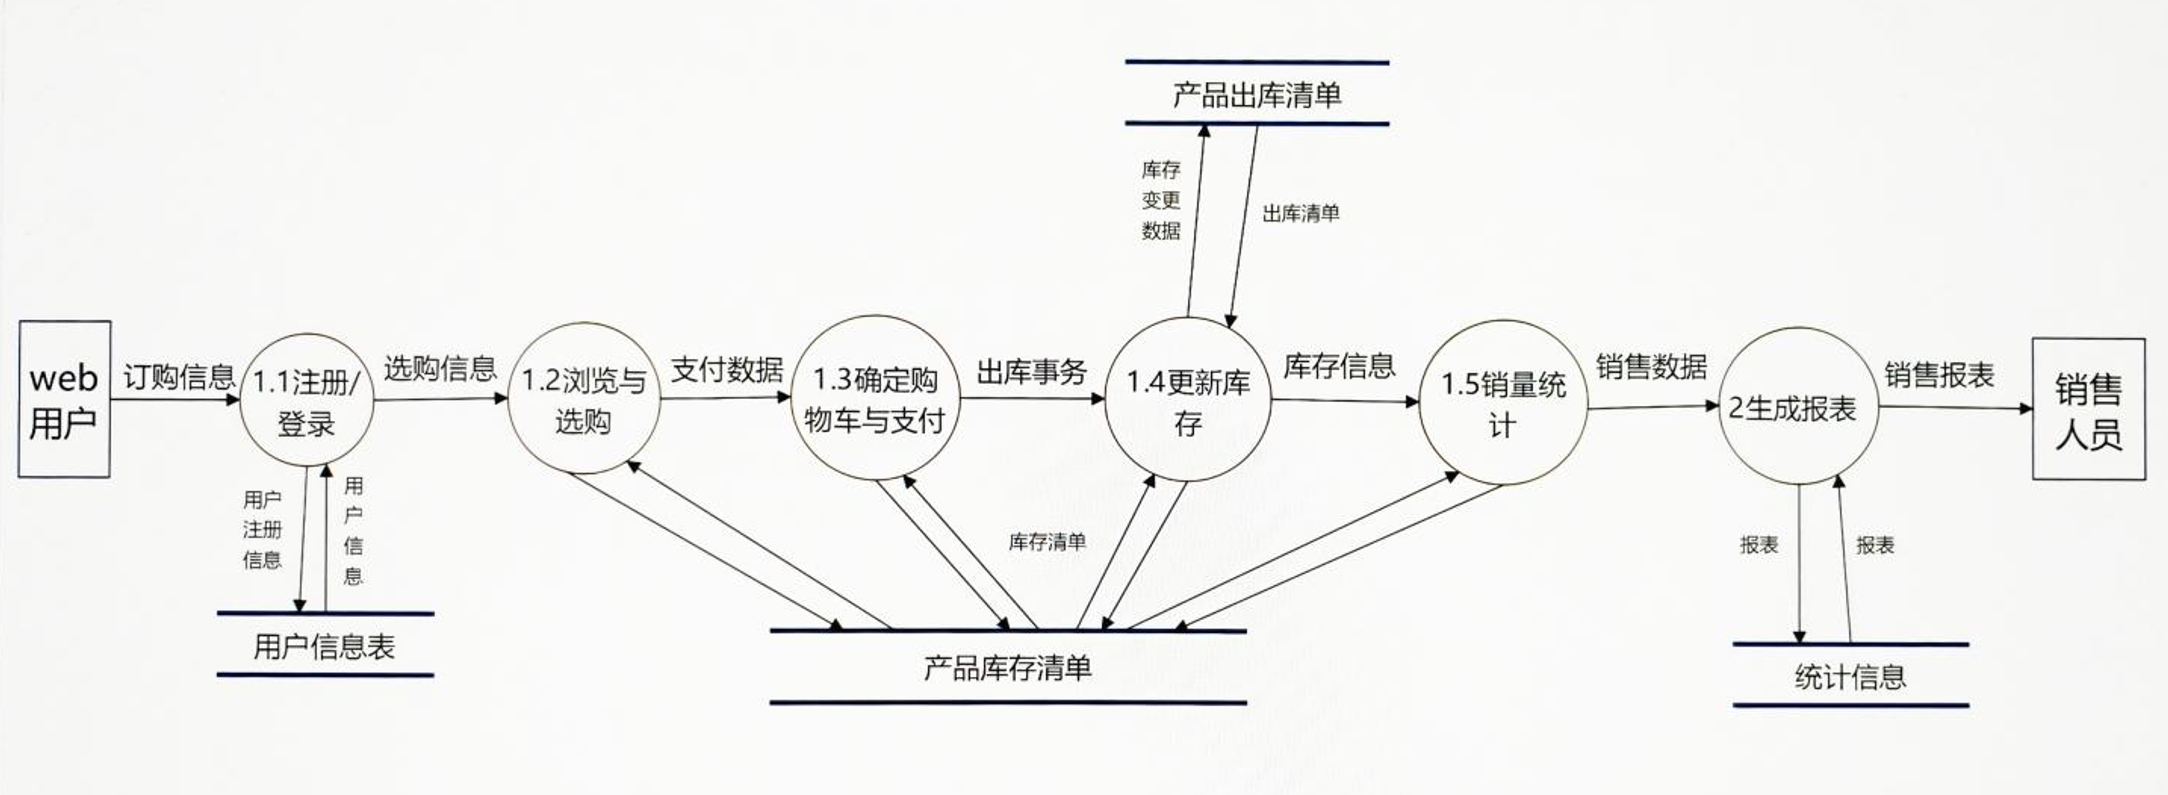 产品出库清单
库存
变更
数据
出库清单
web
用户
订购信息
1.1注册/
登录
选购信息
1.2浏览与
选购
支付数据
1.3确定购
物车与支付
出库事务
1.4更新库
存
库存信息
1.5销量统
计
销售数据
2生成报表
销售报表
销售
人员
用户
注册
信息
用
户
信
息
库存清单
报表
报表
用户信息表
产品库存清单
统计信息